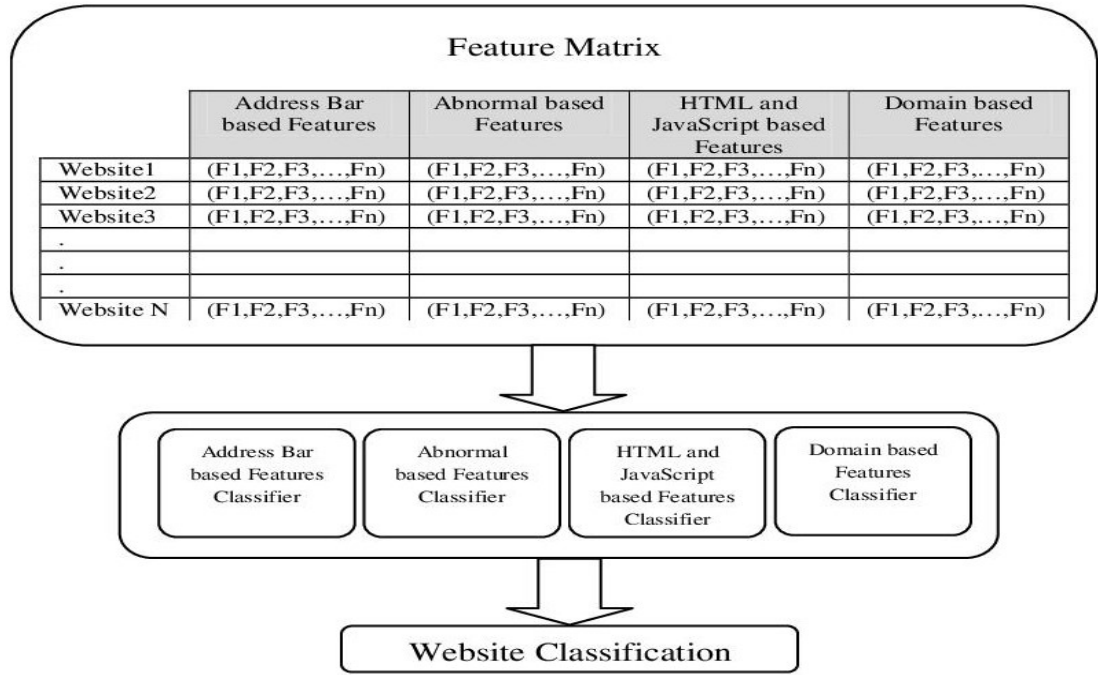 Feature Matrix
Address Bar based Features
Abnormal based Features
HTML and JavaScript based Features
Domain based Features
Website1 (F1,F2,F3,…,Fn) (F1,F2,F3,…,Fn) (F1,F2,F3,…,Fn) (F1,F2,F3,…,Fn)
Website2 (F1,F2,F3,…,Fn) (F1,F2,F3,…,Fn) (F1,F2,F3,…,Fn) (F1,F2,F3,…,Fn)
Website3 (F1,F2,F3,…,Fn) (F1,F2,F3,…,Fn) (F1,F2,F3,…,Fn) (F1,F2,F3,…,Fn)
.
.
.
Website N (F1,F2,F3,…,Fn) (F1,F2,F3,…,Fn) (F1,F2,F3,…,Fn) (F1,F2,F3,…,Fn)
Address Bar
based Features
Classifier
Abnormal
based Features
Classifier
HTML and
JavaScript
based Features
Classifier
Domain based
Features
Classifier
Website Classification